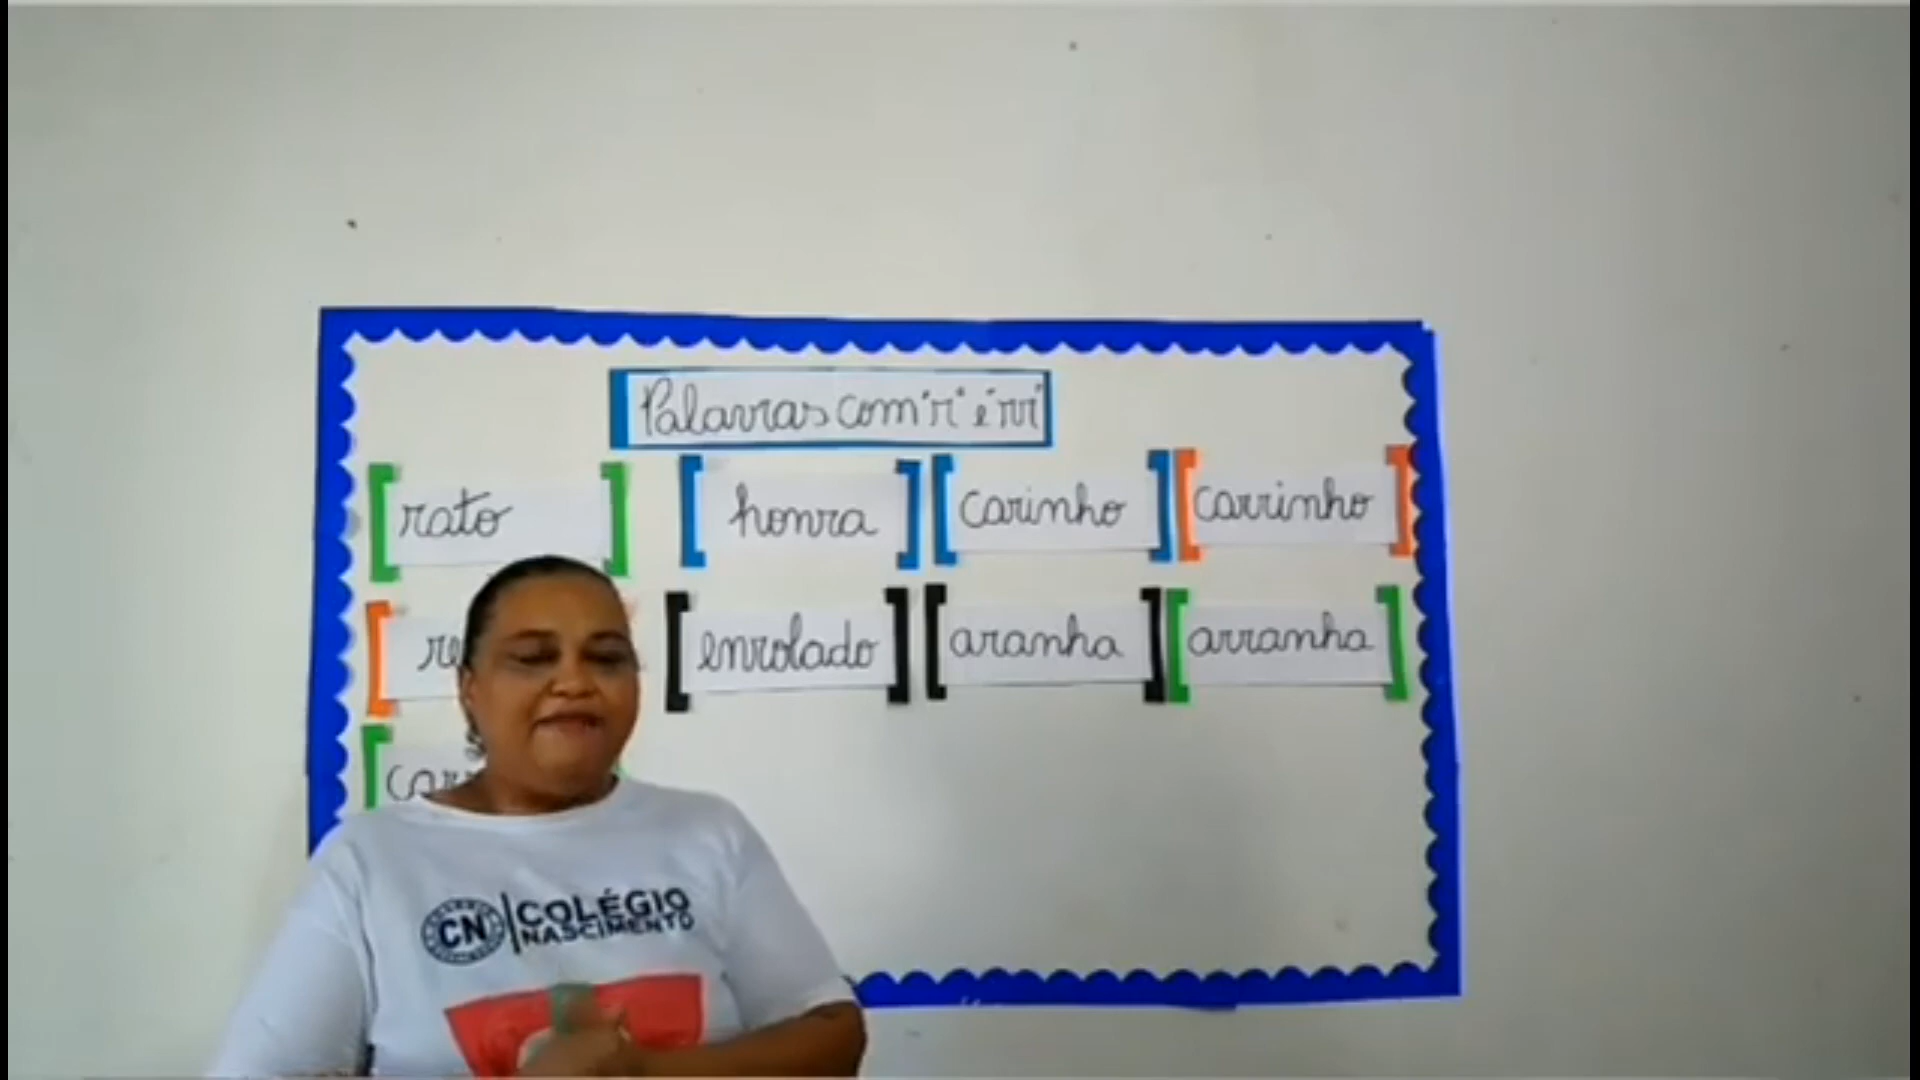 Palavras com "r" e "rr"
rato
honra
carinho
carrinho
enrolado
aranha
arranha
CN
COLÉGIO
NASCIMENTO